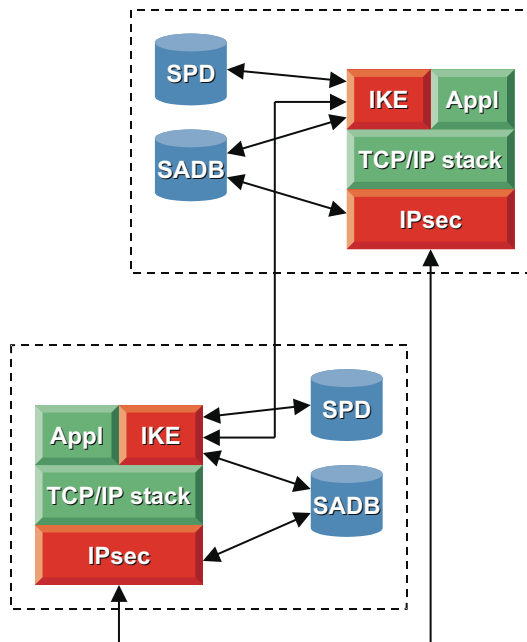 SPD
IKE
Appl
SADB
TCP/IP stack
IPsec
SPD
Appl
IKE
TCP/IP stack
SADB
IPsec